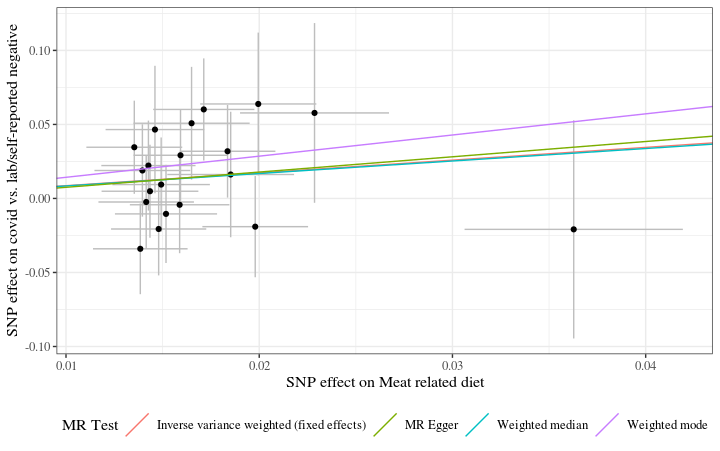 SNP effect on covid vs. lab/self-reported negative
0.10
0.05
0.00
-0.05
-0.10
0.01 0.02 0.03 0.04
SNP effect on Meat related diet
MR Test Inverse variance weighted (fixed effects) MR Egger Weighted median Weighted mode